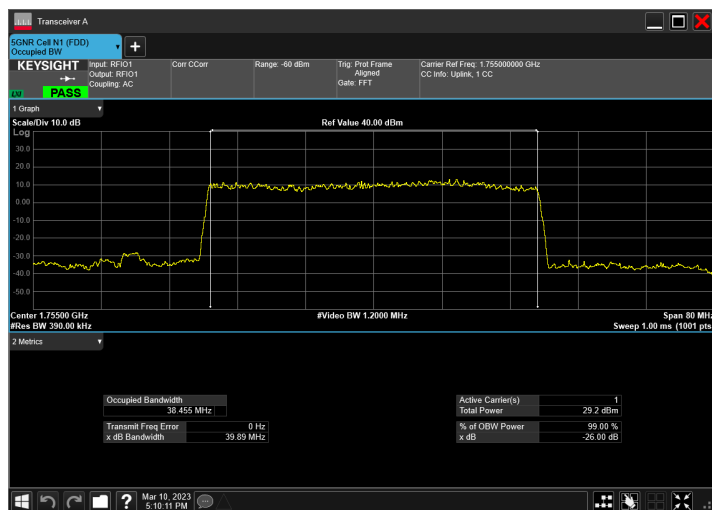 Transceiver A
5GNR Cell N1 (FDD)
Occupied BW
KEYSIGHT
LXI
PASS
Input: RFIO1
Output: RFIO1
Coupling: AC
Corr CCorr
Range: -60 dBm
Trig: Prot Frame
Aligned
Gate: FFT
Carrier Ref Freq: 1.755000000 GHz
CC Info: Uplink, 1 CC
1 Graph
Scale/Div 10.0 dB
Ref Value 40.00 dBm
Log
30.0
20.0
10.0
0.00
-10.0
-20.0
-30.0
-40.0
-50.0
Center 1.75500 GHz
#Video BW 1.2000 MHz
Span 80 MHz
#Res BW 390.00 kHz
Sweep 1.00 ms (1001 pts
2 Metrics
Occupied Bandwidth
38.455 MHz
Transmit Freq Error 0 Hz
x dB Bandwidth 39.89 MHz
Active Carrier(s) 1
Total Power 29.2 dBm
% of OBW Power 99.00 %
x dB -26.00 dB
?
Mar 10, 2023
5:10:11 PM